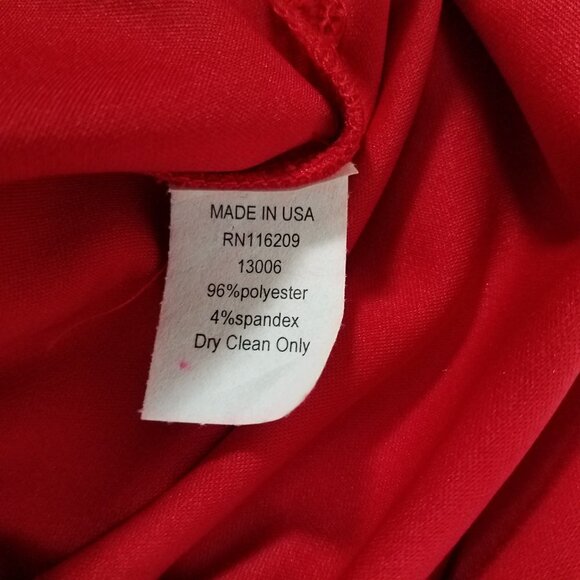 MADE IN USA
RN116209
13006
96%polyester
4%spandex
Dry Clean Only